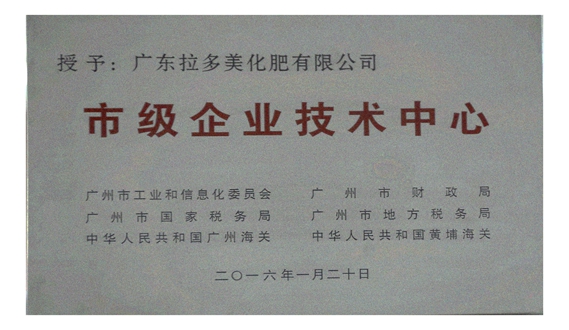 授予：广东拉多美化肥有限公司
市级企业技术中心
广州市工业和信息化委员会 广州市财政局
广州市国家税务局 广州市地方税务局
中华人民共和国广州海关 中华人民共和国黄埔海关
二〇一六年一月二十日